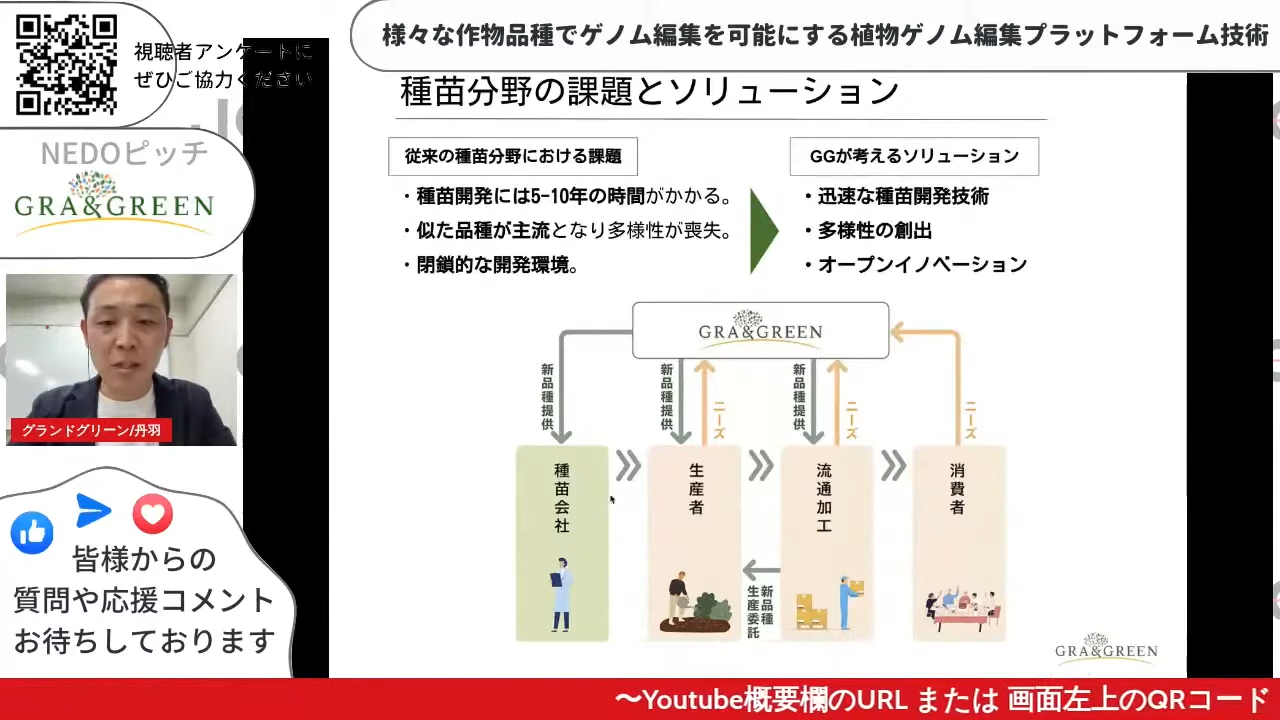 視聴者アンケートに
ぜひご協力ください
様々な作物品種でゲノム編集を可能にする植物ゲノム編集プラットフォーム技術
NEDOピッチ
GRA&GREEN
グランドグリーン/丹羽
皆様からの
質問や応援コメント
お待ちしております
種苗分野の課題とソリューション
従来の種苗分野における課題
・種苗開発には5-10年の時間がかかる。
・似た品種が主流となり多様性が喪失。
・閉鎖的な開発環境。
GGが考えるソリューション
・迅速な種苗開発技術
・多様性の創出
・オープンイノベーション
GRA&GREEN
新品種提供
新品種提供
ニーズ
新品種提供
ニーズ
ニーズ
種苗会社
生産者
流通加工
消費者
新品種
生産委託
GRA&GREEN
〜Youtube概要欄のURL または 画面左上のQRコード